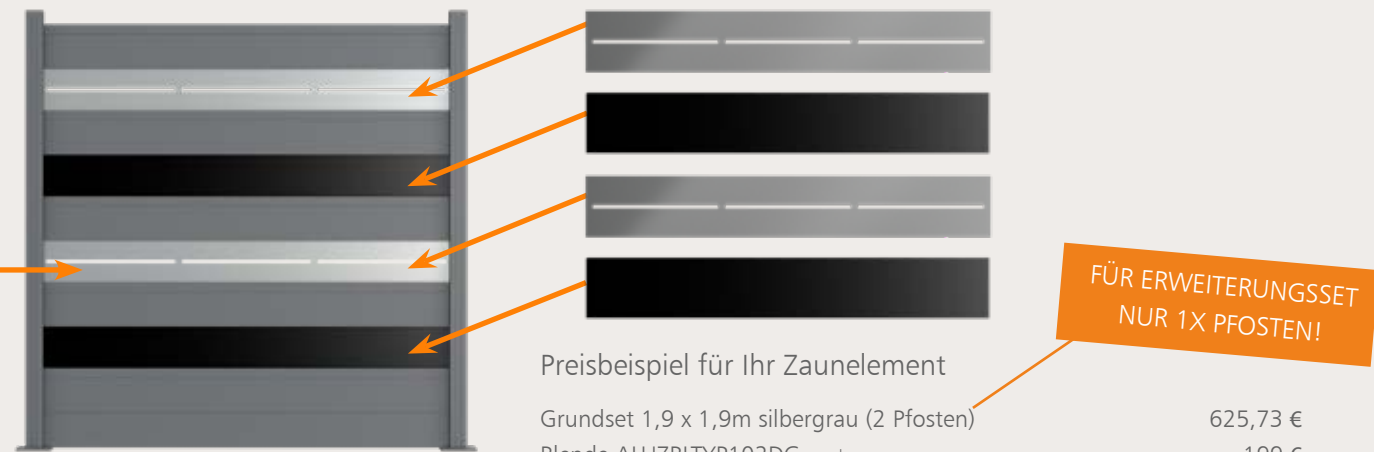 FÜR ERWEITERUNGSSET
NUR 1X PFOSTEN!
Preisbeispiel für Ihr Zaunelement
Grundset 1,9 x 1,9m silbergrau (2 Pfosten) 625,73 €